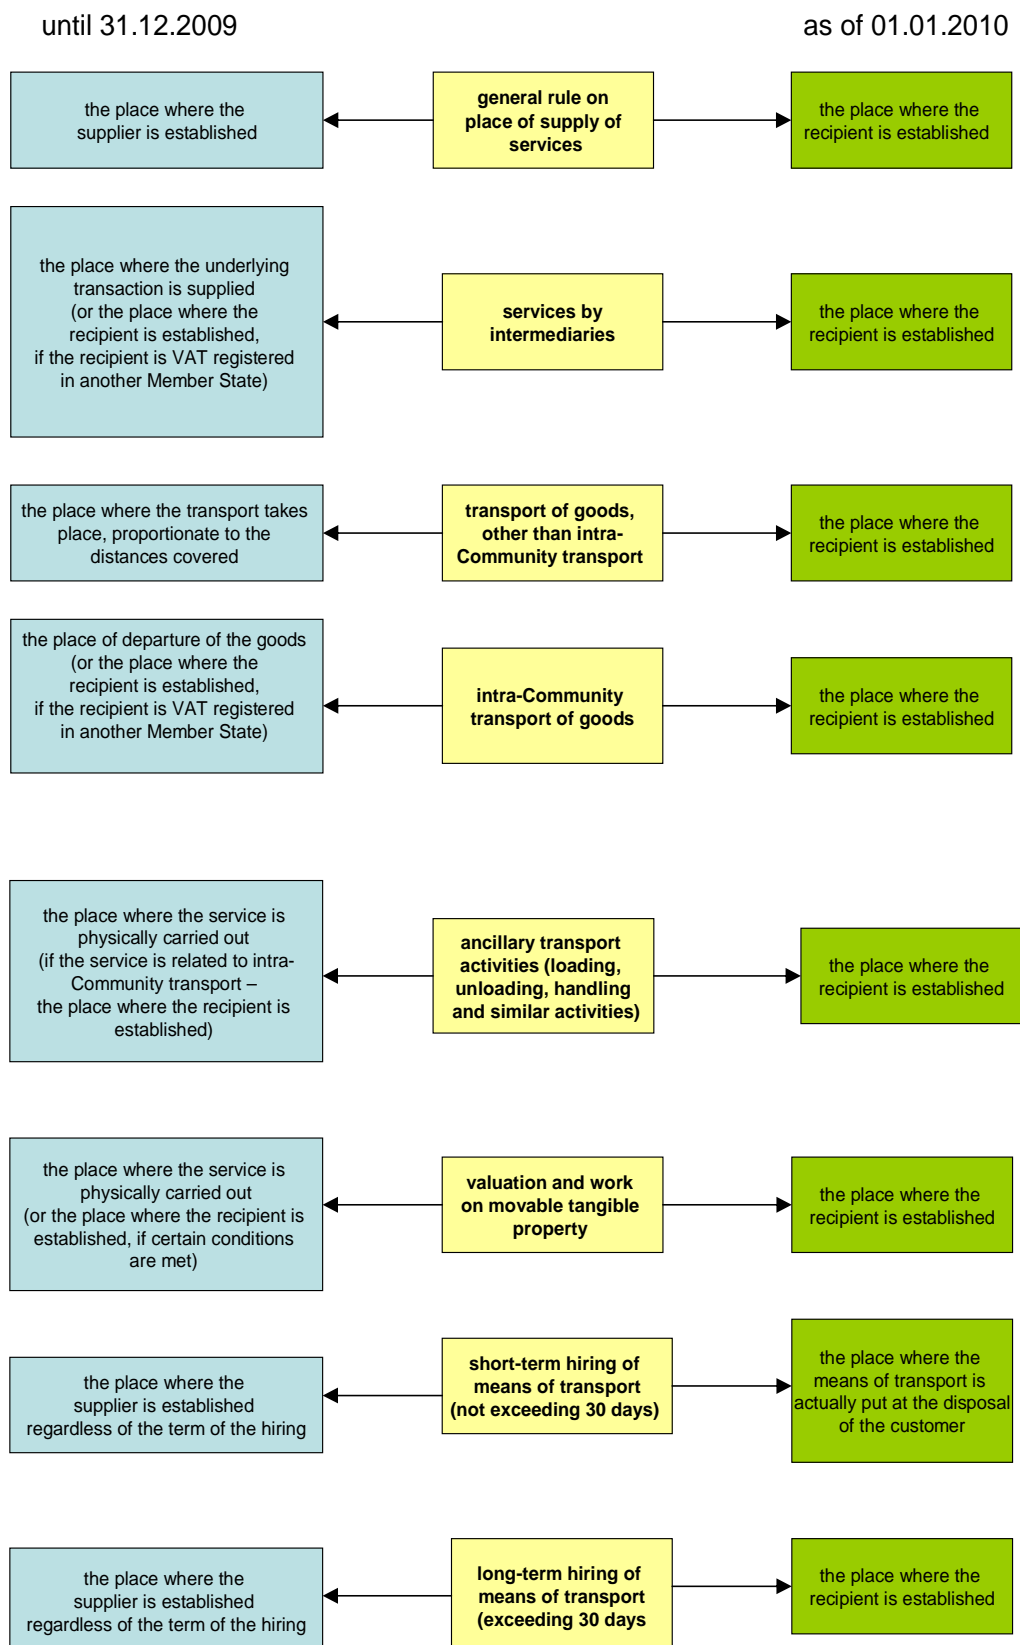 until 31.12.2009
as of 01.01.2010
the place where the
supplier is established
general rule on
place of supply of
services
the place where the
recipient is established
the place where the underlying
transaction is supplied
(or the place where the
recipient is established,
if the recipient is VAT registered
in another Member State)
services by
intermediaries
the place where the
recipient is established
the place where the transport takes
place, proportionate to the
distances covered
transport of goods,
other than intra-
Community transport
the place where the
recipient is established
the place of departure of the goods
(or the place where the
recipient is established,
if the recipient is VAT registered
in another Member State)
intra-Community
transport of goods
the place where the
recipient is established
the place where the service is
physically carried out
(if the service is related to intra-
Community transport –
the place where the recipient is
established)
ancillary transport
activities (loading,
unloading, handling
and similar activities)
the place where the
recipient is established
the place where the service is
physically carried out
(or the place where the recipient is
established, if certain conditions
are met)
valuation and work
on movable tangible
property
the place where the
recipient is established
the place where the
supplier is established
regardless of the term of the hiring
short-term hiring of
means of transport
(not exceeding 30 days)
the place where the
means of transport is
actually put at the disposal
of the customer
the place where the
supplier is established
regardless of the term of the hiring
long-term hiring of
means of transport
(exceeding 30 days
the place where the
recipient is established